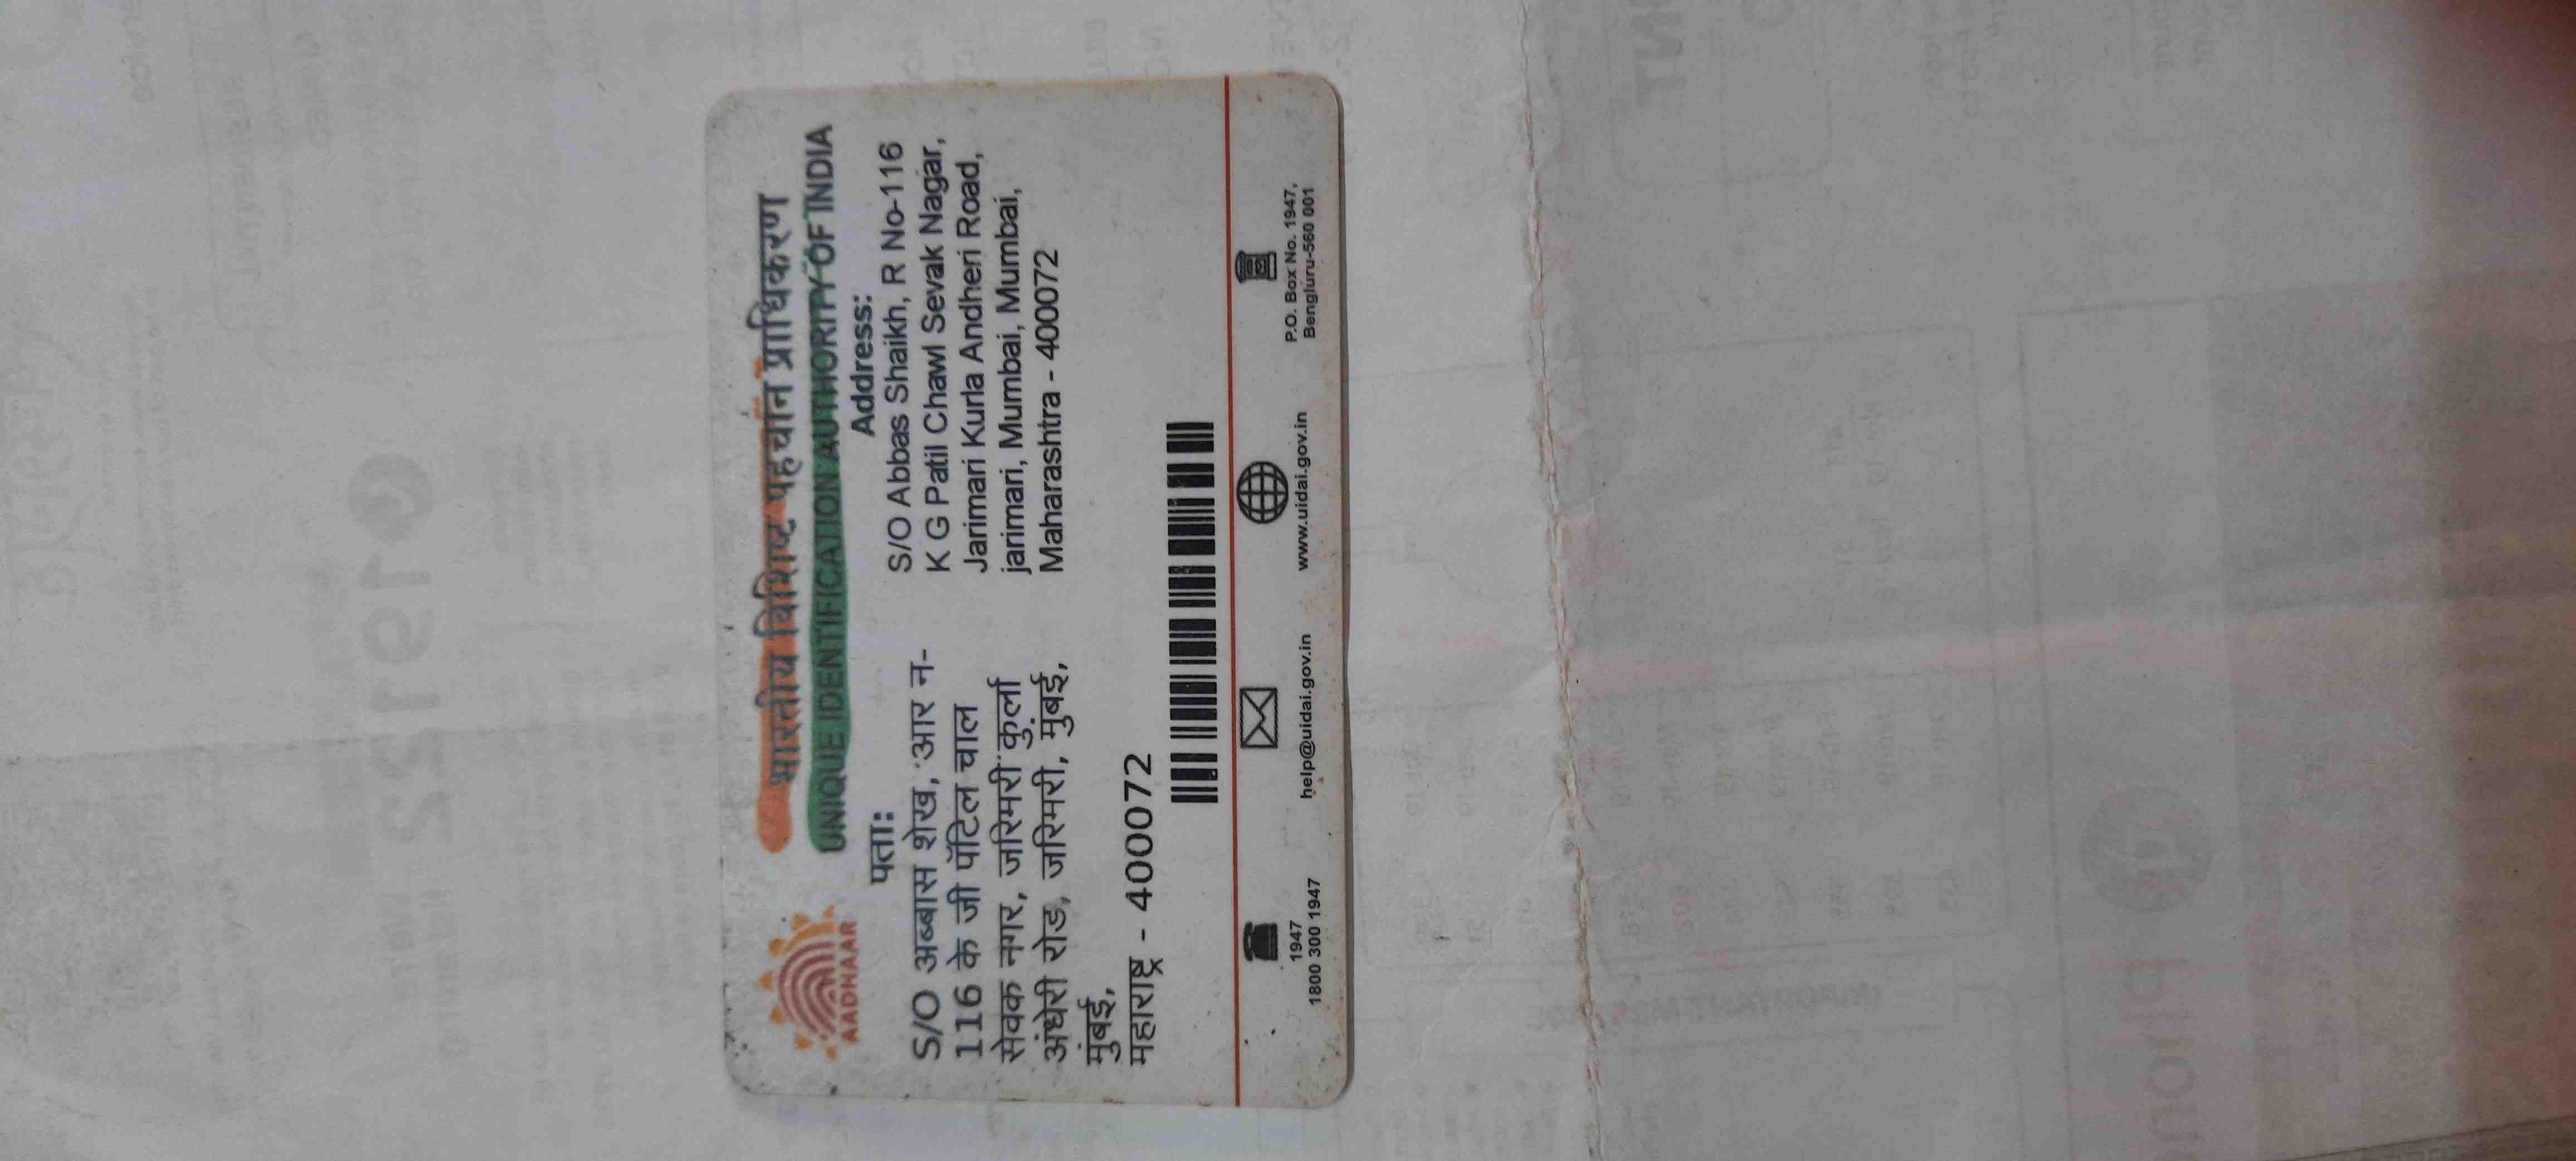 भारतीय विशिष्ट पहचान प्राधिकरण
UNIQUE IDENTIFICATION AUTHORITY OF INDIA
AADHAAR
पता:
S/O अब्बास शेख, आर न-
116 के जी पॅटिल चाल
सेवक नगर, जरिमरी कुर्ला
अंधेरी रोड, जरिमरी, मुंबई,
मुंबई,
महाराष्ट्र - 400072
Address:
S/O Abbas Shaikh, R No-116
K G Patil Chawl Sevak Nagar,
Jarimari Kurla Andheri Road,
jarimari, Mumbai, Mumbai,
Maharashtra - 400072
1947
1800 300 1947
help@uidai.gov.in
www.uidai.gov.in
P.O. Box No. 1947,
Bengluru-560 001